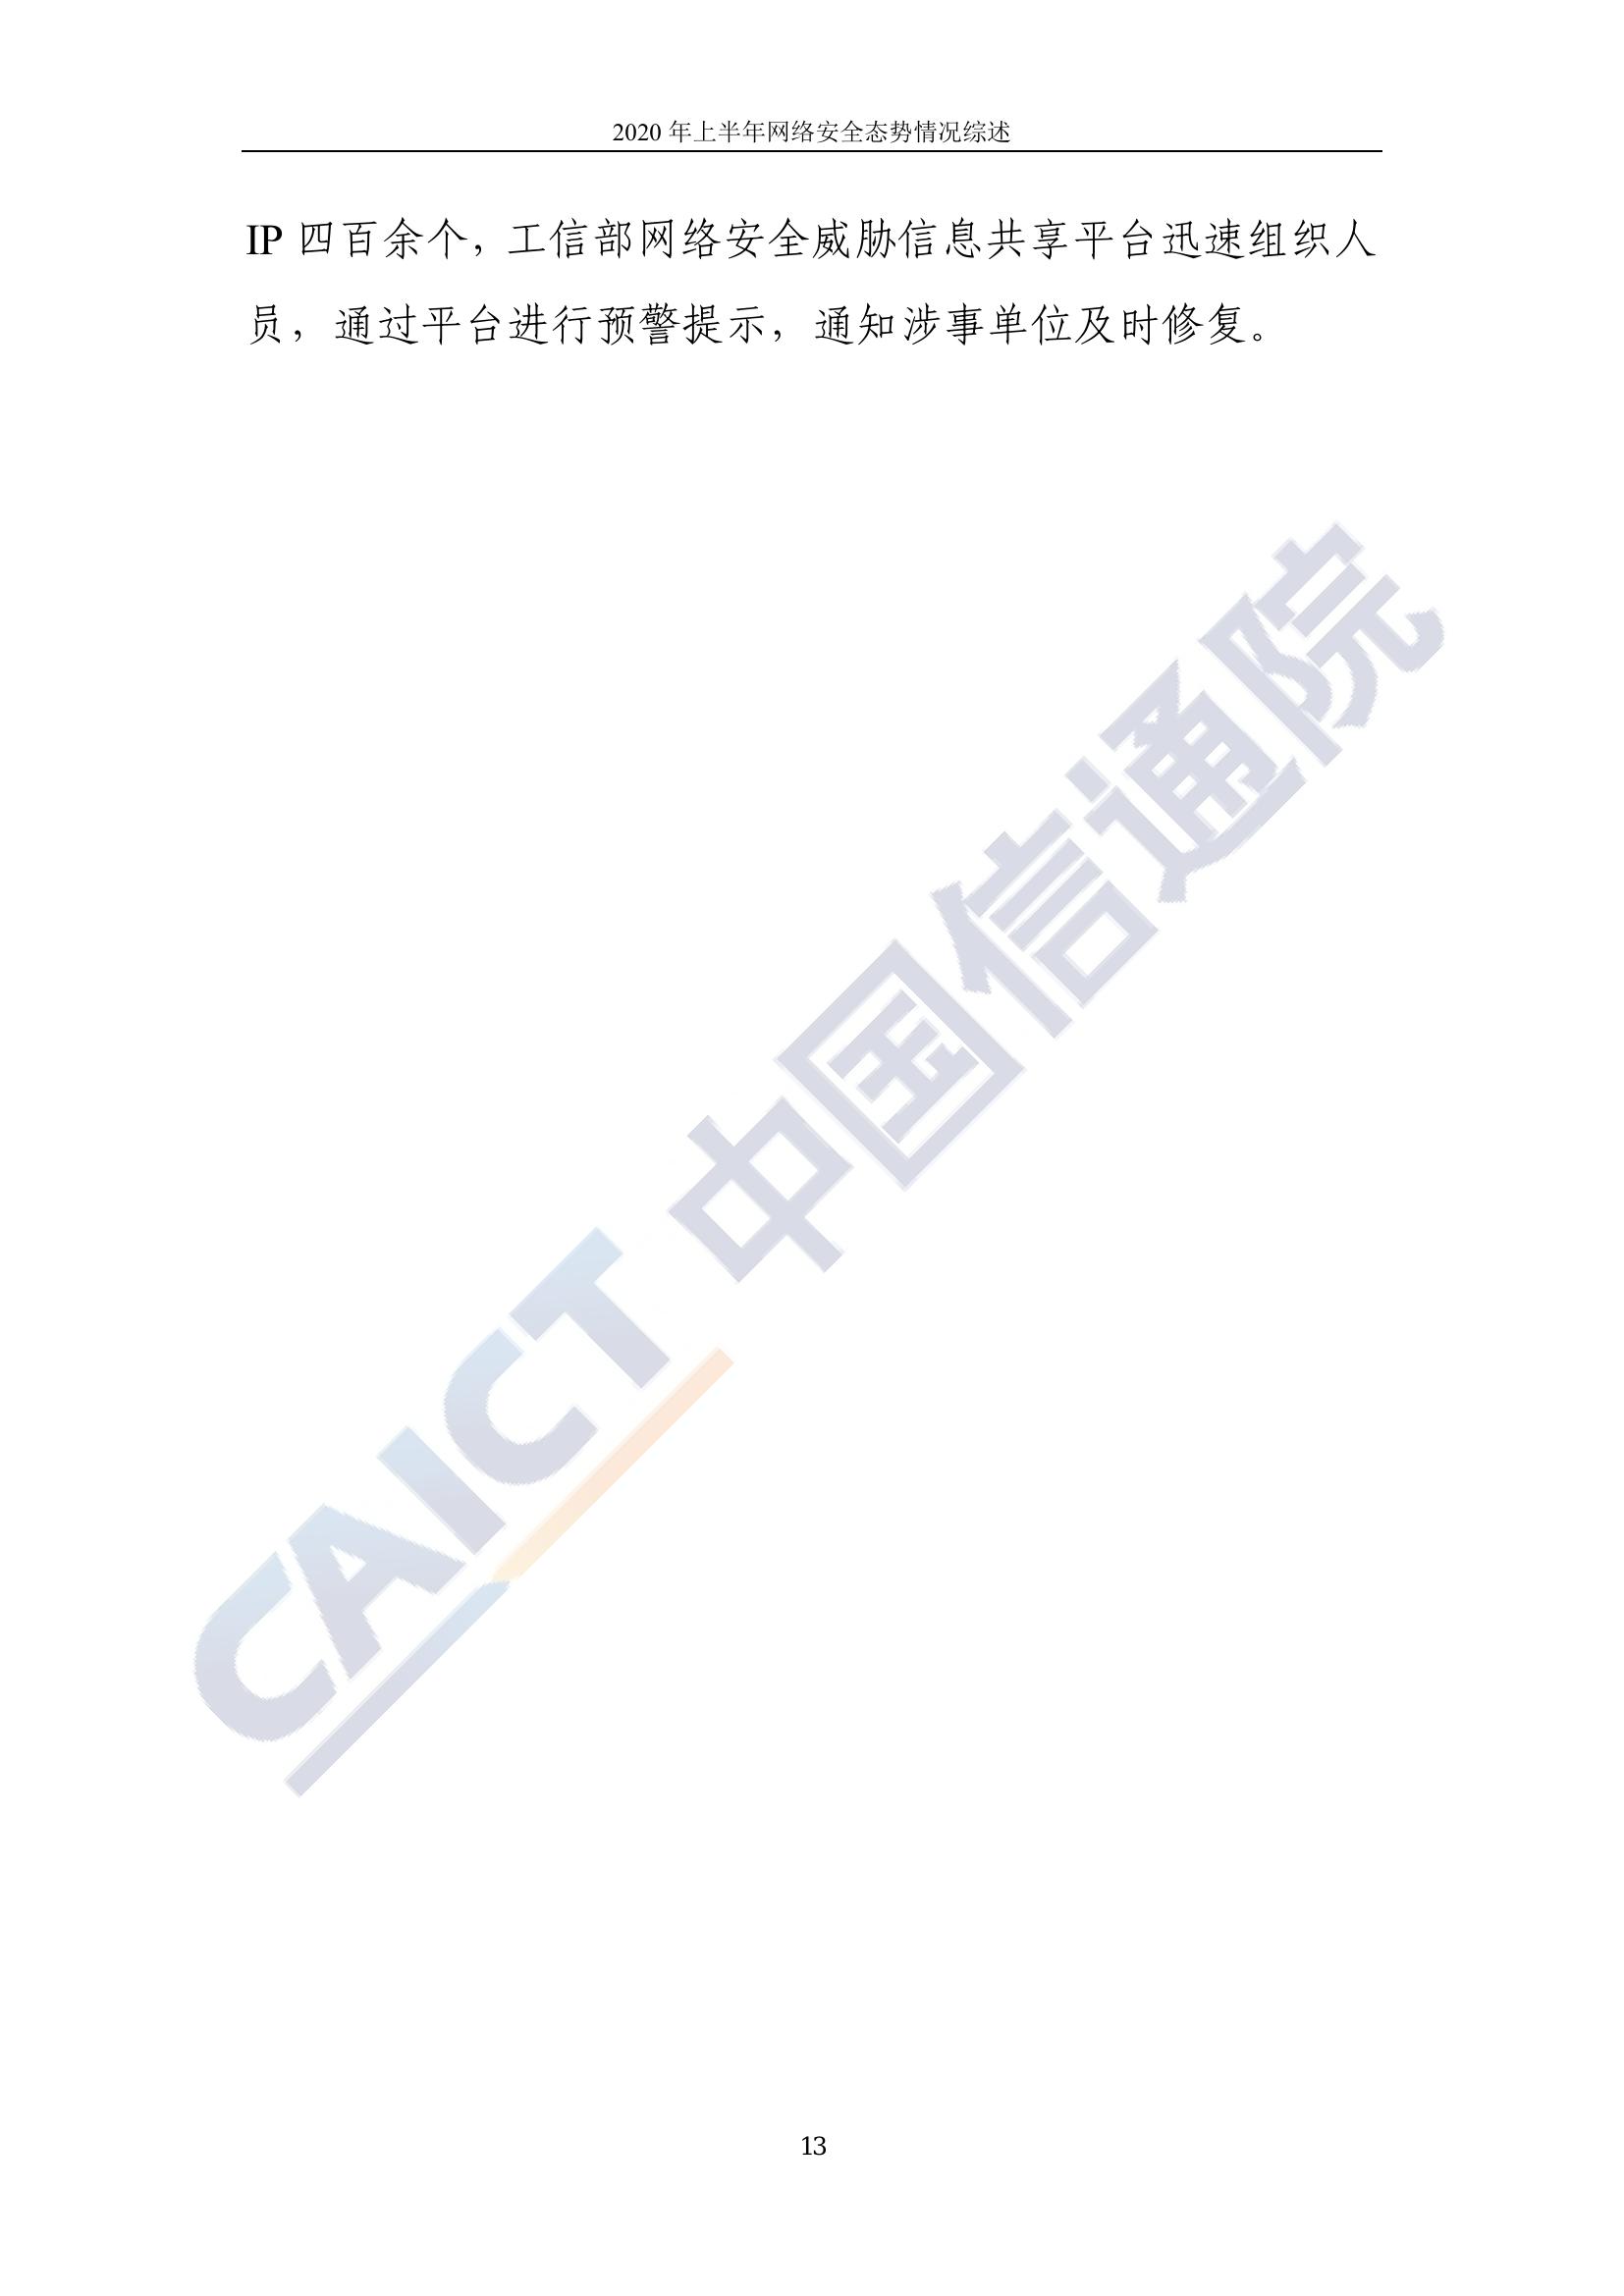 2020 年上半年网络安全态势情况综述
IP 四百余个，工信部网络安全威胁信息共享平台迅速组织人
员，通过平台进行预警提示，通知涉事单位及时修复。
CAICT 中国信通院
13